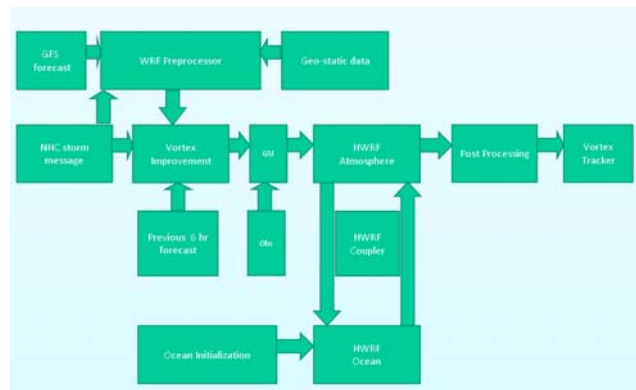 GFS
forecast
WRF Preprocessor
Geo-static data
NHC storm
message
Vortex
Improvement
GSI
HWRF
Atmosphere
Post Processing
Vortex
Tracker
Previous 6 hr
forecast
Obs
HWRF
Coupler
Ocean Initialization
HWRF
Ocean